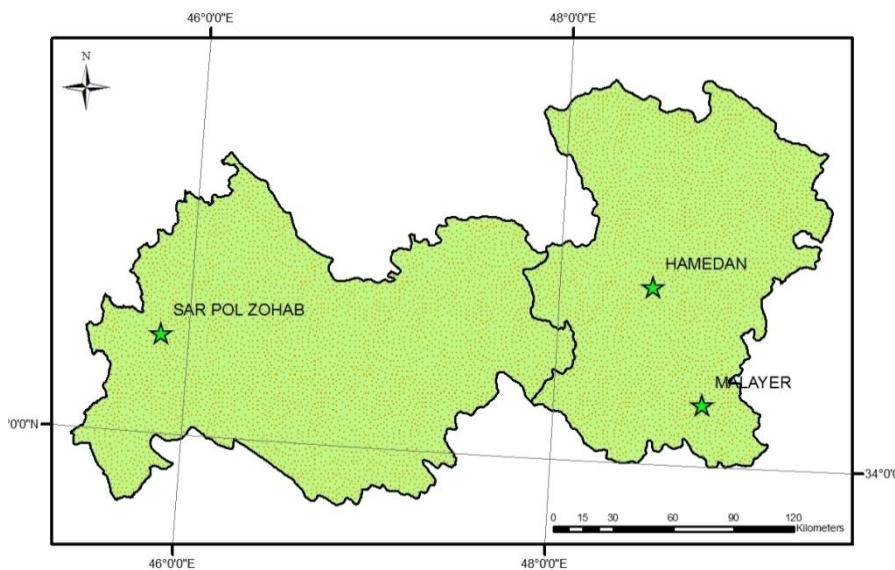 46°0'0"E
48°0'0"E
N
HAMEDAN
SAR POL ZOHAB
MALAYER
'0'0"N
34°0'0
0 15 30 60 90 120
Kilometers
46°0'0"E
48°0'0"E